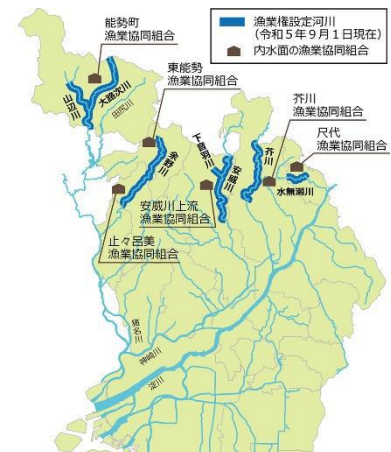 漁業権設定河川
(令和5年9月1日現在)
内水面の漁業協同組合
能勢町
漁業協同組合
山辺川
大路次川
田尻川
東能勢
漁業協同組合
余野川
下音羽川
安威川
芥川
芥川
漁業協同組合
尺代
漁業協同組合
水無瀬川
安威川上流
漁業協同組合
止々呂美
漁業協同組合
猪名川
神崎川
淀川